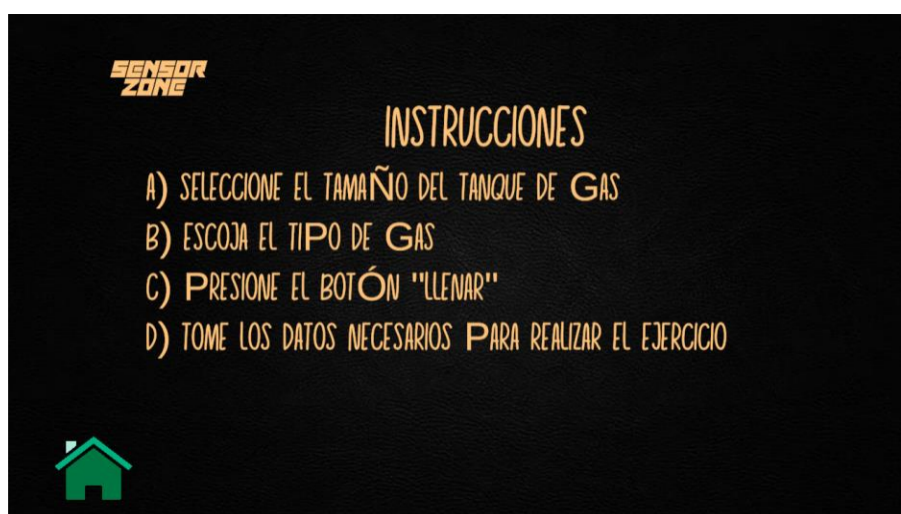 SENSOR
ZONE
INSTRUCCIONES
A) SELECCIONE EL TAMAÑO DEL TANQUE DE GAS
B) ESCOJA EL TIPO DE GAS
C) PRESIONE EL BOTÓN "LLENAR"
D) TOME LOS DATOS NECESARIOS PARA REALIZAR EL EJERCICIO